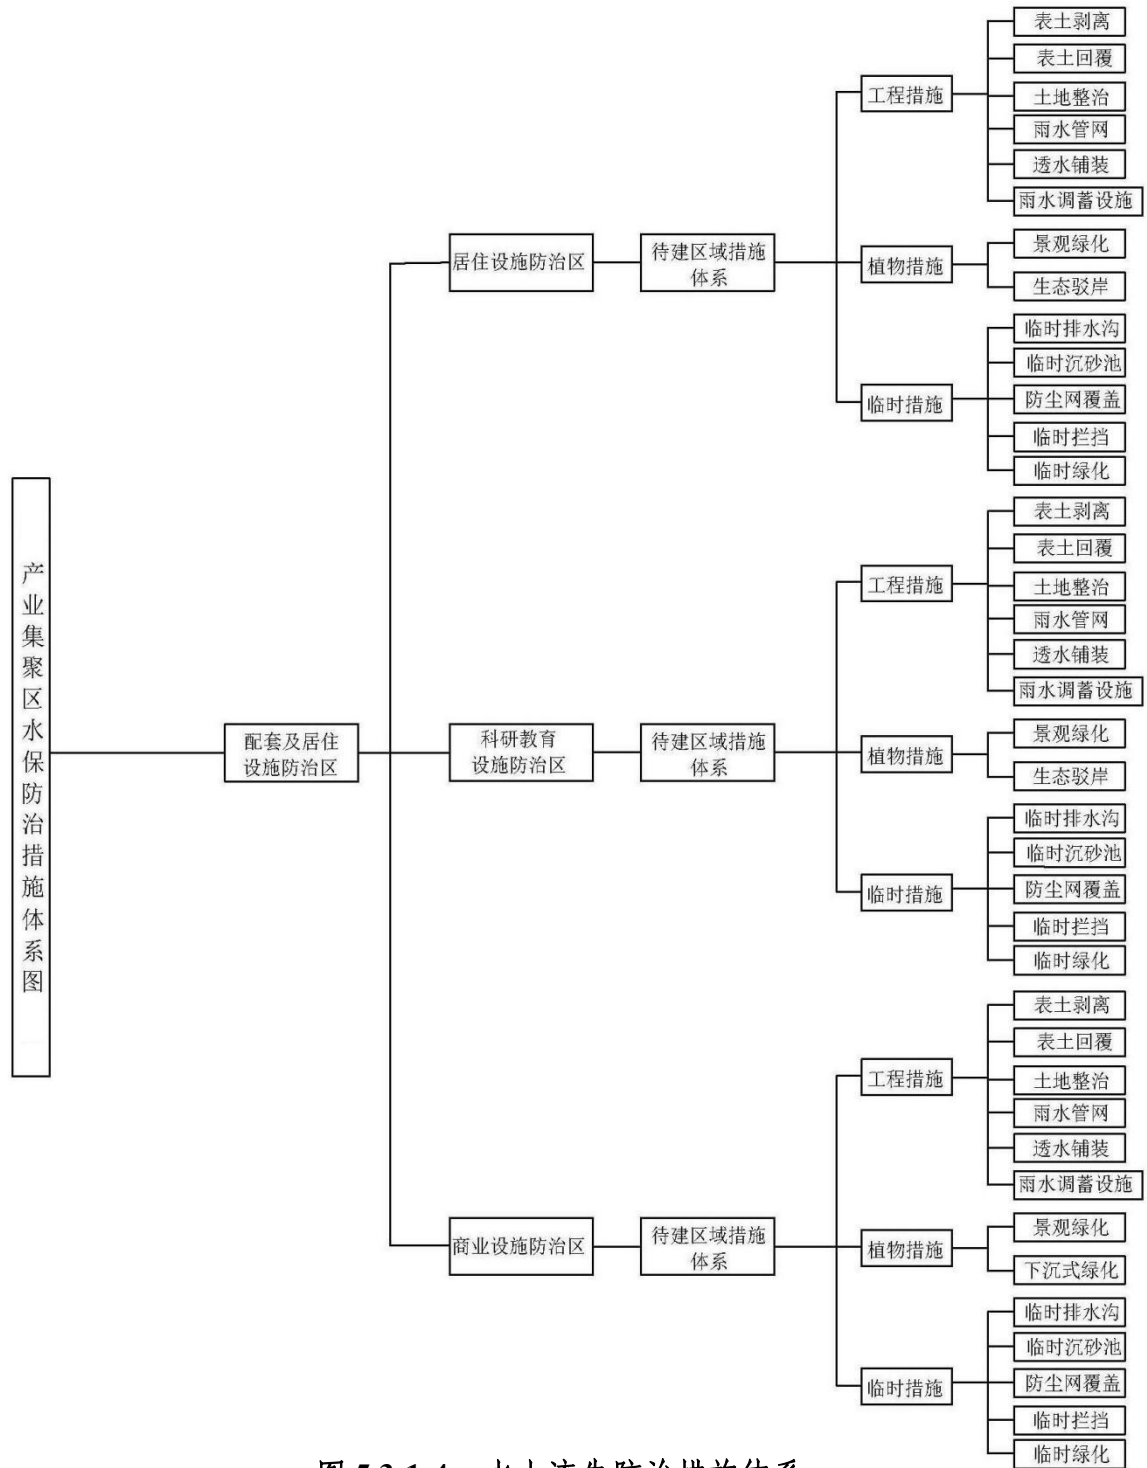 产业集聚区水保防治措施体系图
配套及居住
设施防治区
居住设施防治区
待建区域措施
体系
工程措施
表土剥离
表土回覆
土地整治
雨水管网
透水铺装
雨水调蓄设施
植物措施
景观绿化
生态驳岸
临时措施
临时排水沟
临时沉砂池
防尘网覆盖
临时拦挡
临时绿化
科研教育
设施防治区
待建区域措施
体系
工程措施
表土剥离
表土回覆
土地整治
雨水管网
透水铺装
雨水调蓄设施
植物措施
景观绿化
生态驳岸
临时措施
临时排水沟
临时沉砂池
防尘网覆盖
临时拦挡
临时绿化
商业设施防治区
待建区域措施
体系
工程措施
表土剥离
表土回覆
土地整治
雨水管网
透水铺装
雨水调蓄设施
植物措施
景观绿化
下沉式绿化
临时措施
临时排水沟
临时沉砂池
防尘网覆盖
临时拦挡
临时绿化